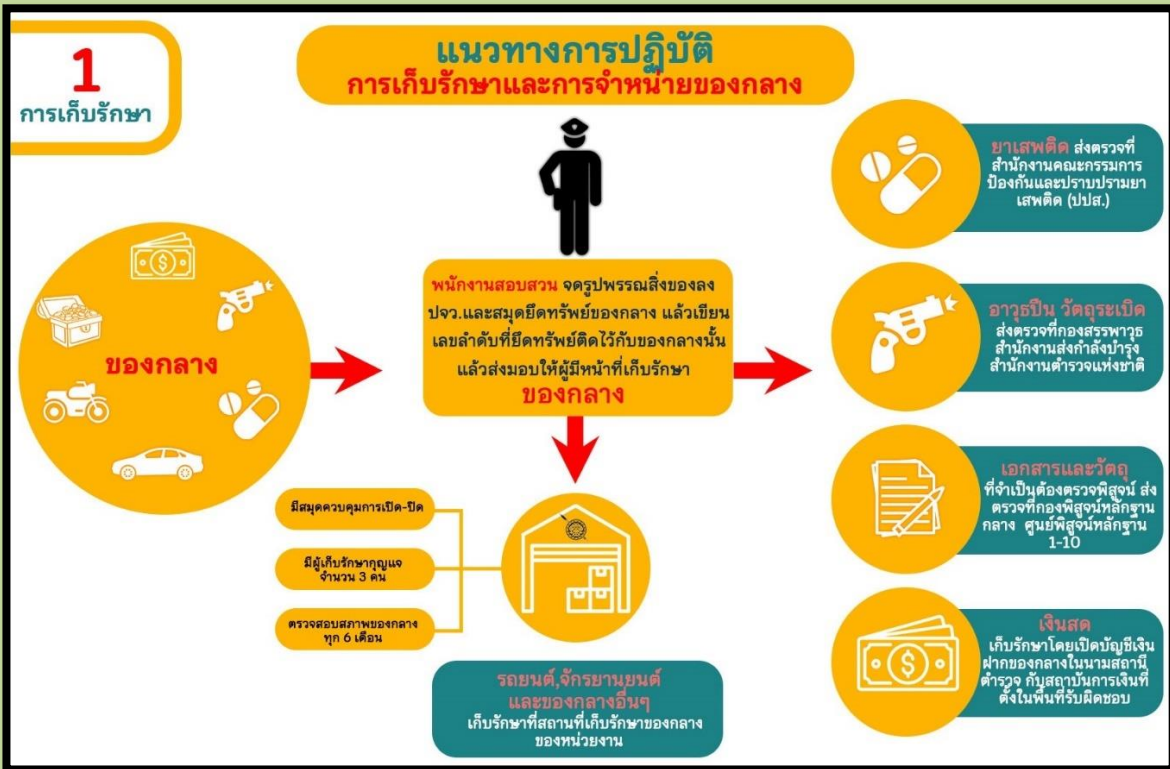 1
การเก็บรักษา
แนวทางการปฏิบัติ
การเก็บรักษาและการจำหน่ายของกลาง
ของกลาง
พนักงานสอบสวน จดรูปพรรณสิ่งของลง
ปจว.และสมุดยึดทรัพย์ของกลาง แล้วเขียน
เลขลำดับที่ยึดทรัพย์ติดไว้กับของกลางนั้น
แล้วส่งมอบให้ผู้มีหน้าที่เก็บรักษา
ของกลาง
มีสมุดควบคุมการเปิด-ปิด
มีผู้เก็บรักษากุญแจ
จำนวน 3 คน
ตรวจสอบสภาพของกลาง
ทุก 6 เดือน
รถยนต์,จักรยานยนต์
และของกลางอื่นๆ
เก็บรักษาที่สถานที่เก็บรักษาของกลาง
ของหน่วยงาน
ยาเสพติด ส่งตรวจที่
สำนักงานคณะกรรมการ
ป้องกันและปราบปรามยา
เสพติด (ปปส.)
อาวุธปืน วัตถุระเบิด
ส่งตรวจที่กองสรรพาวุธ
สำนักงานส่งกำลังบำรุง
สำนักงานตำรวจแห่งชาติ
เอกสารและวัตถุ
ที่จำเป็นต้องตรวจพิสูจน์ ส่ง
ตรวจที่กองพิสูจน์หลักฐาน
กลาง ศูนย์พิสูจน์หลักฐาน
1-10
เงินสด
เก็บรักษาโดยเปิดบัญชีเงิน
ฝากของกลางในนามสถานี
ตำรวจ กับสถาบันการเงินที่
ตั้งในพื้นที่รับผิดชอบ
$
$